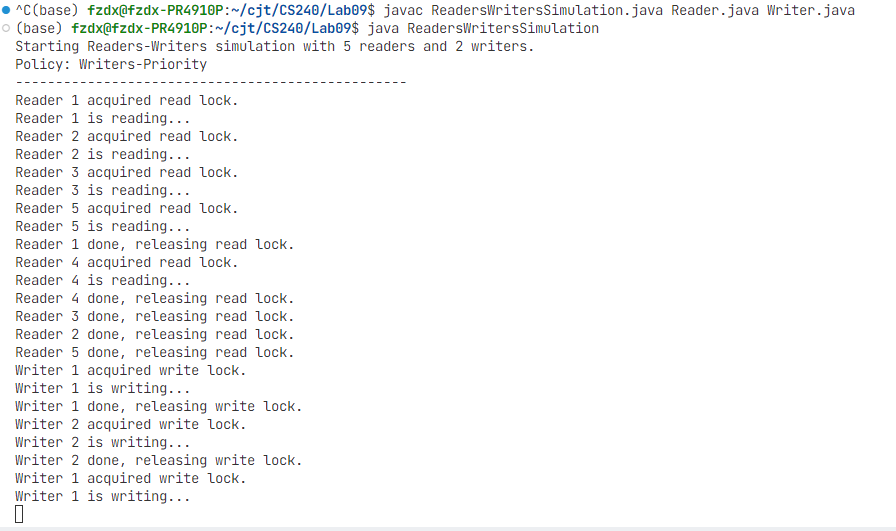 ^C(base) fzdx@fzdx-PR4910P:~/cjt/CS240/Lab09$ javac ReadersWritersSimulation.java Reader.java Writer.java
(base) fzdx@fzdx-PR4910P:~/cjt/CS240/Lab09$ java ReadersWritersSimulation
Starting Readers-Writers simulation with 5 readers and 2 writers.
Policy: Writers-Priority
-------------------------------------------------
Reader 1 acquired read lock.
Reader 1 is reading...
Reader 2 acquired read lock.
Reader 2 is reading...
Reader 3 acquired read lock.
Reader 3 is reading...
Reader 5 acquired read lock.
Reader 5 is reading...
Reader 1 done, releasing read lock.
Reader 4 acquired read lock.
Reader 4 is reading...
Reader 4 done, releasing read lock.
Reader 3 done, releasing read lock.
Reader 2 done, releasing read lock.
Reader 5 done, releasing read lock.
Writer 1 acquired write lock.
Writer 1 is writing...
Writer 1 done, releasing write lock.
Writer 2 acquired write lock.
Writer 2 is writing...
Writer 2 done, releasing write lock.
Writer 1 acquired write lock.
Writer 1 is writing...